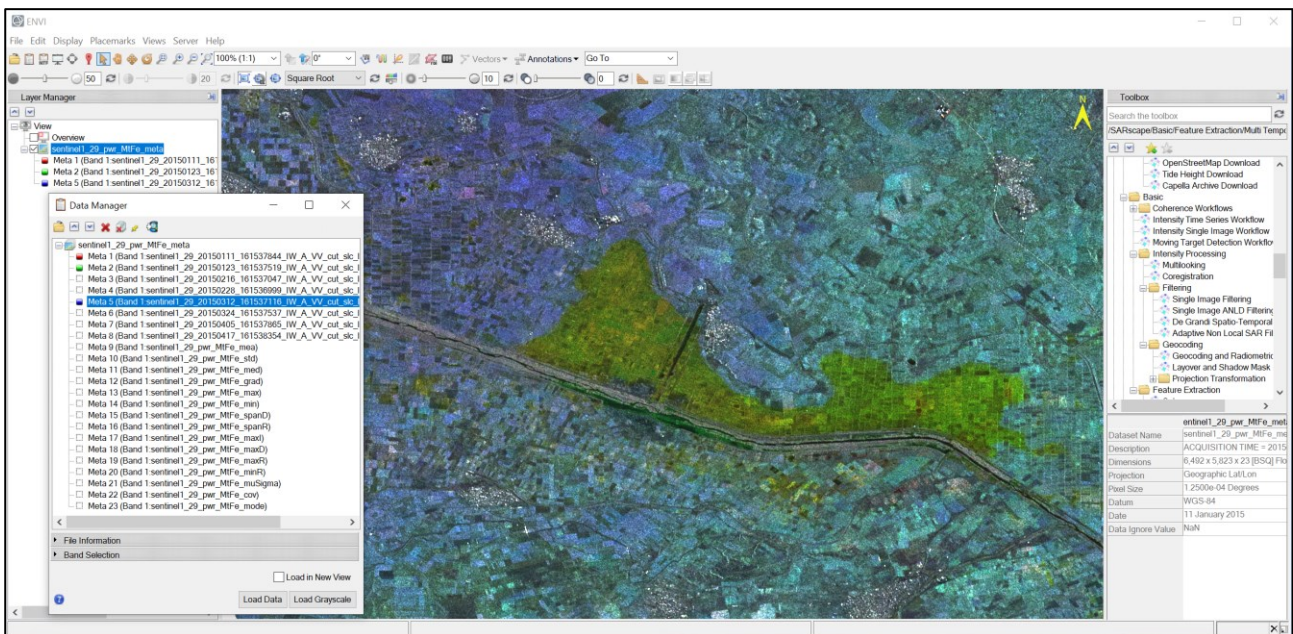 ENVI
File Edit Display Placemarks Views Server Help
100% (1:1) 0° Vectors Annotations Go To
50 20 Square Root 10 0
Layer Manager
View
Overview
sentinel1_29_pwr_MtFe_meta
Meta 1 (Band 1:sentinel1_29_20150111_16
Meta 2 (Band 1:sentinel1_29_20150123_16
Meta 5 (Band 1:sentinel1_29_20150312_16
Data Manager
sentinel1_29_pwr_MtFe_meta
Meta 1 (Band 1:sentinel1_29_20150111_161537844_IW_A_VV_cut_slc_l
Meta 2 (Band 1:sentinel1_29_20150123_161537519_IW_A_VV_cut_slc_l
Meta 3 (Band 1:sentinel1_29_20150216_161537047_IW_A_VV_cut_slc_l
Meta 4 (Band 1:sentinel1_29_20150228_161536999_IW_A_VV_cut_slc_l
Meta 5 (Band 1:sentinel1_29_20150312_161537116_IW_A_VV_cut_slc_l
Meta 6 (Band 1:sentinel1_29_20150324_161537537_IW_A_VV_cut_slc_l
Meta 7 (Band 1:sentinel1_29_20150405_161537865_IW_A_VV_cut_slc_l
Meta 8 (Band 1:sentinel1_29_20150417_161538354_IW_A_VV_cut_slc_l
Meta 9 (Band 1:sentinel1_29_pwr_MtFe_mea)
Meta 10 (Band 1:sentinel1_29_pwr_MtFe_std)
Meta 11 (Band 1:sentinel1_29_pwr_MtFe_med)
Meta 12 (Band 1:sentinel1_29_pwr_MtFe_grad)
Meta 13 (Band 1:sentinel1_29_pwr_MtFe_max)
Meta 14 (Band 1:sentinel1_29_pwr_MtFe_min)
Meta 15 (Band 1:sentinel1_29_pwr_MtFe_spanD)
Meta 16 (Band 1:sentinel1_29_pwr_MtFe_spanR)
Meta 17 (Band 1:sentinel1_29_pwr_MtFe_maxI)
Meta 18 (Band 1:sentinel1_29_pwr_MtFe_maxD)
Meta 19 (Band 1:sentinel1_29_pwr_MtFe_maxR)
Meta 20 (Band 1:sentinel1_29_pwr_MtFe_minR)
Meta 21 (Band 1:sentinel1_29_pwr_MtFe_muSigma)
Meta 22 (Band 1:sentinel1_29_pwr_MtFe_cov)
Meta 23 (Band 1:sentinel1_29_pwr_MtFe_mode)
File Information
Band Selection
Load in New View
Load Data Load Grayscale
N
Toolbox
Search the toolbox
/SARscape/Basic/Feature Extraction/Multi Tempo
OpenStreetMap Download
Tide Height Download
Capella Archive Download
Basic
Coherence Workflows
Intensity Time Series Workflow
Intensity Single Image Workflow
Moving Target Detection Workflo
Intensity Processing
Multilooking
Coregistration
Filtering
Single Image Filtering
Single Image ANLD Filtering
De Grandi Spatio-Temporal
Adaptive Non Local SAR Fil
Geocoding
Geocoding and Radiometric
Layover and Shadow Mask
Projection Transformation
Feature Extraction
entinel1_29_pwr_MtFe_meta
Dataset Name sentinel1_29_pwr_MtFe_me
Description ACQUISITION TIME = 2015
Dimensions 6,492 x 5,823 x 23 [BSQ] Flo
Projection Geographic Lat/Lon
Pixel Size 1.2500e-04 Degrees
Datum WGS-84
Date 11 January 2015
Data Ignore Value NaN